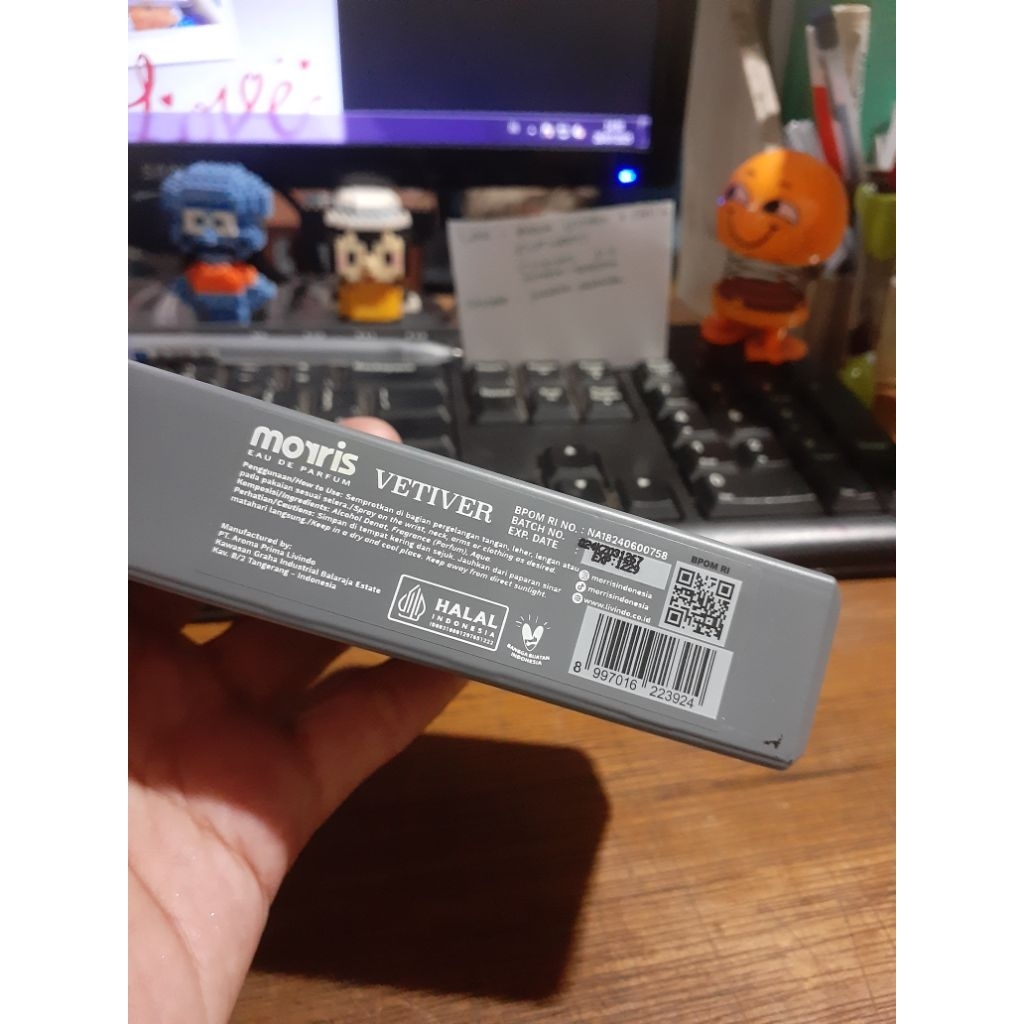 Love
morris
EAU DE PARFUM
VETIVER
Penggunaan/How to Use: Semprotkan di bagian pergelangan tangan, leher, lengan atau
pada pakaian sesuai selera./Spray on the wrist, neck, arms or clothing as desired.
Komposisi/Ingredients: Alcohol Denat, Fragrance (Parfum), Aqua
Perhatian/Cautions: Simpan di tempat kering dan sejuk. Jauhkan dari paparan sinar
matahari langsung./Keep in a dry and cool place. Keep away from direct sunlight.
Manufactured by:
PT. Aroma Prima Livindo
Kawasan Graha Industrial Balaraja Estate
Kav. B/2 Tangerang - Indonesia
HALAL
INDONESIA
BANGGA BUATAN
INDONESIA
BPOM RI NO. : NA18240600758
BATCH NO.
EXP. DATE
morrisindonesia
morrisindonesia
www.livindo.co.id
BPOM RI
8 997016 223924